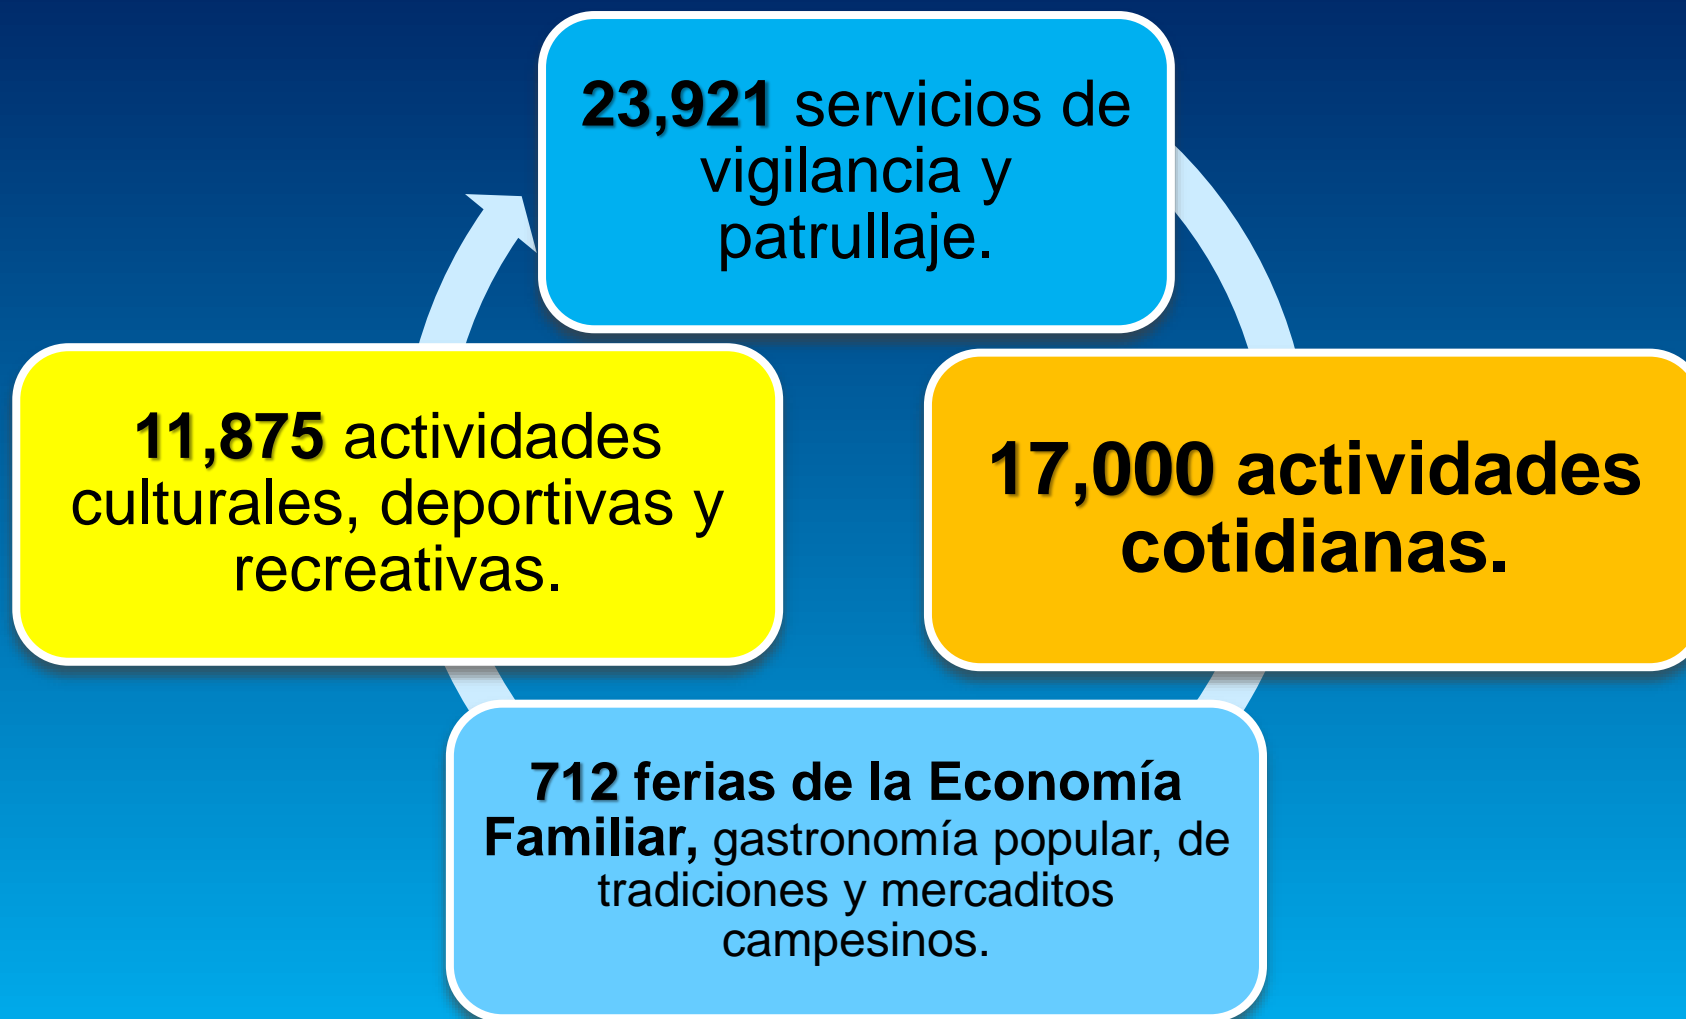 23,921 servicios de
vigilancia y
patrullaje.
11,875 actividades
culturales, deportivas y
recreativas.
17,000 actividades
cotidianas.
712 ferias de la Economía
Familiar, gastronomía popular, de
tradiciones y mercaditos
campesinos.